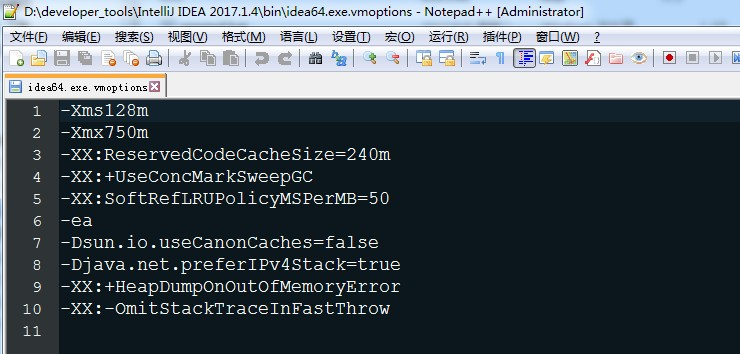 D:\developer_tools\IntelliJ IDEA 2017.1.4\bin\idea64.exe.vmoptions - Notepad++ [Administrator]
文件(F) 编辑(E) 搜索(S) 视图(V) 格式(M) 语言(L) 设置(T) 宏(O) 运行(R) 插件(P) 窗口(W) ?
idea64.exe.vmoptions
1 -Xms128m
2 -Xmx750m
3 -XX:ReservedCodeCacheSize=240m
4 -XX:+UseConcMarkSweepGC
5 -XX:SoftRefLRUPolicyMSPerMB=50
6 -ea
7 -Dsun.io.useCanonCaches=false
8 -Djava.net.preferIPv4Stack=true
9 -XX:+HeapDumpOnOutOfMemoryError
10 -XX:-OmitStackTraceInFastThrow
11